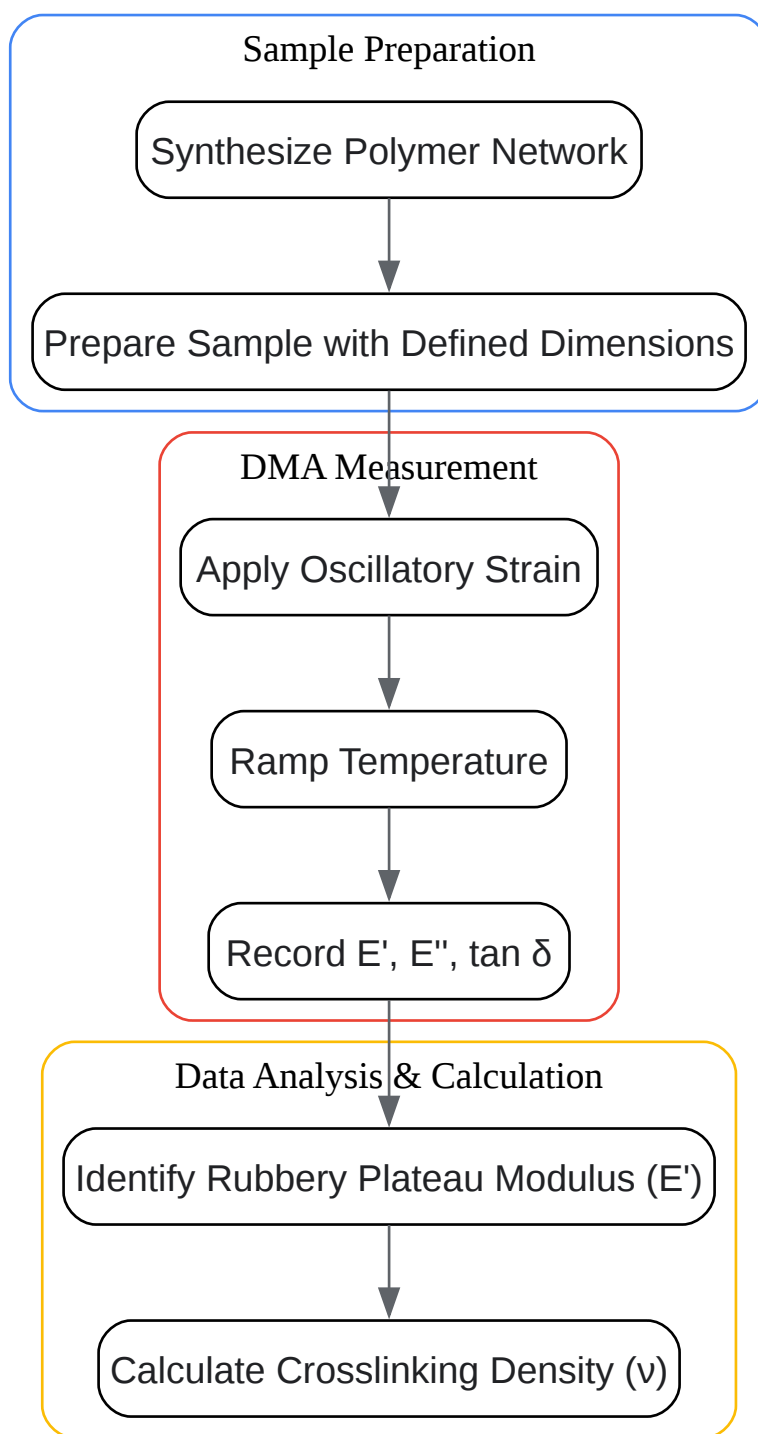 Sample Preparation
Synthesize Polymer Network
Prepare Sample with Defined Dimensions
DMA Measurement
Apply Oscillatory Strain
Ramp Temperature
Record E', E'', tan δ
Data Analysis & Calculation
Identify Rubbery Plateau Modulus (E')
Calculate Crosslinking Density (ν)